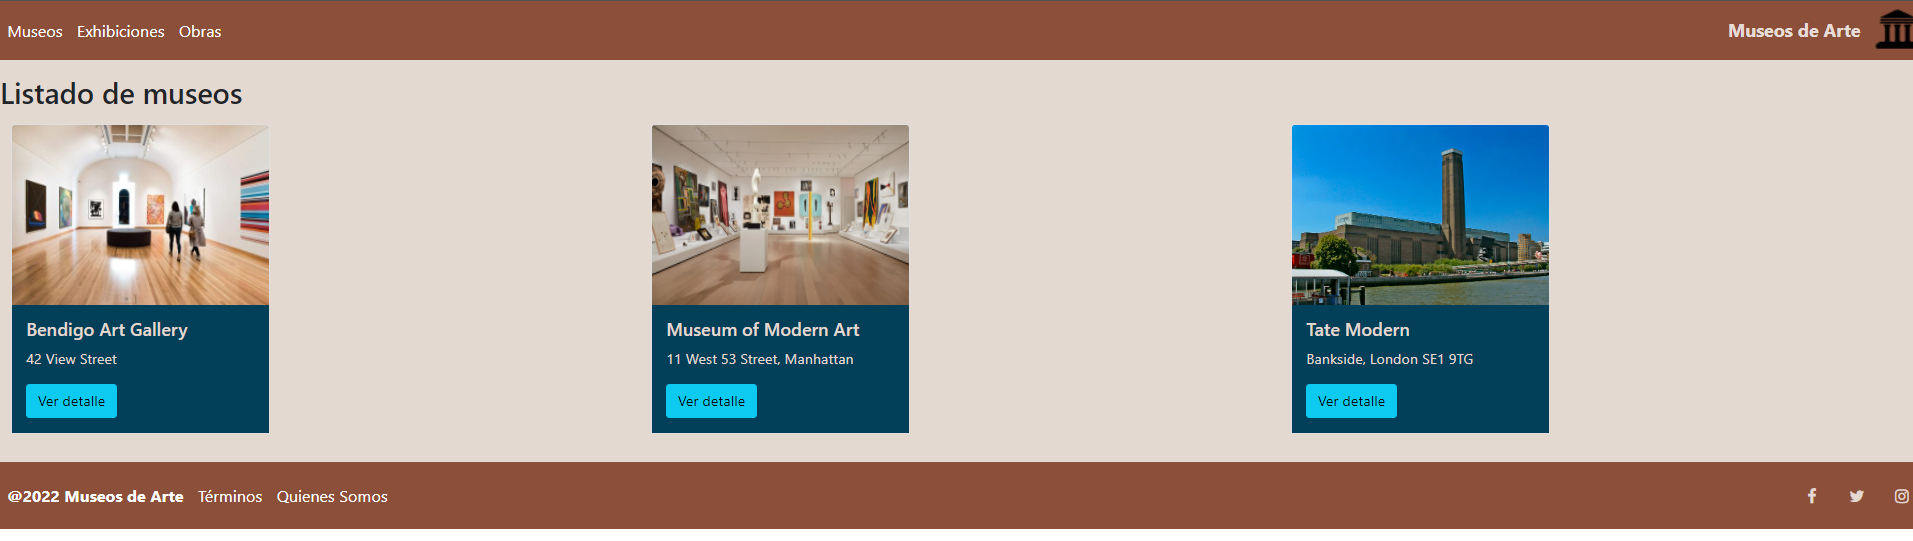 Museos Exhibiciones Obras Museos de Arte
Listado de museos
Bendigo Art Gallery
42 View Street
Ver detalle
Museum of Modern Art
11 West 53 Street, Manhattan
Ver detalle
Tate Modern
Bankside, London SE1 9TG
Ver detalle
@2022 Museos de Arte Términos Quienes Somos